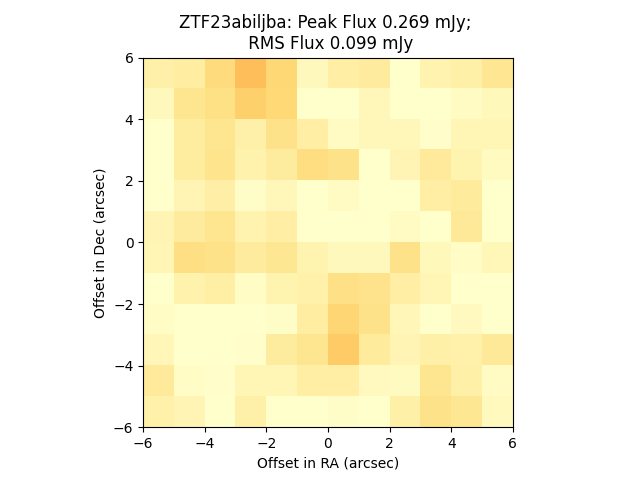 ZTF23abiljba: Peak Flux 0.269 mJy;
RMS Flux 0.099 mJy
6
4
2
0
−2
−4
−6
Offset in Dec (arcsec)
−6 −4 −2 0 2 4 6
Offset in RA (arcsec)